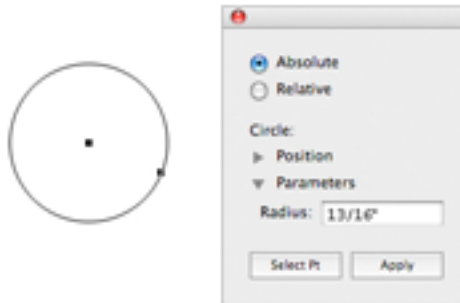 Absolute
Relative
Circle:
Position
Parameters
Radius: 13/16"
Select Pt Apply